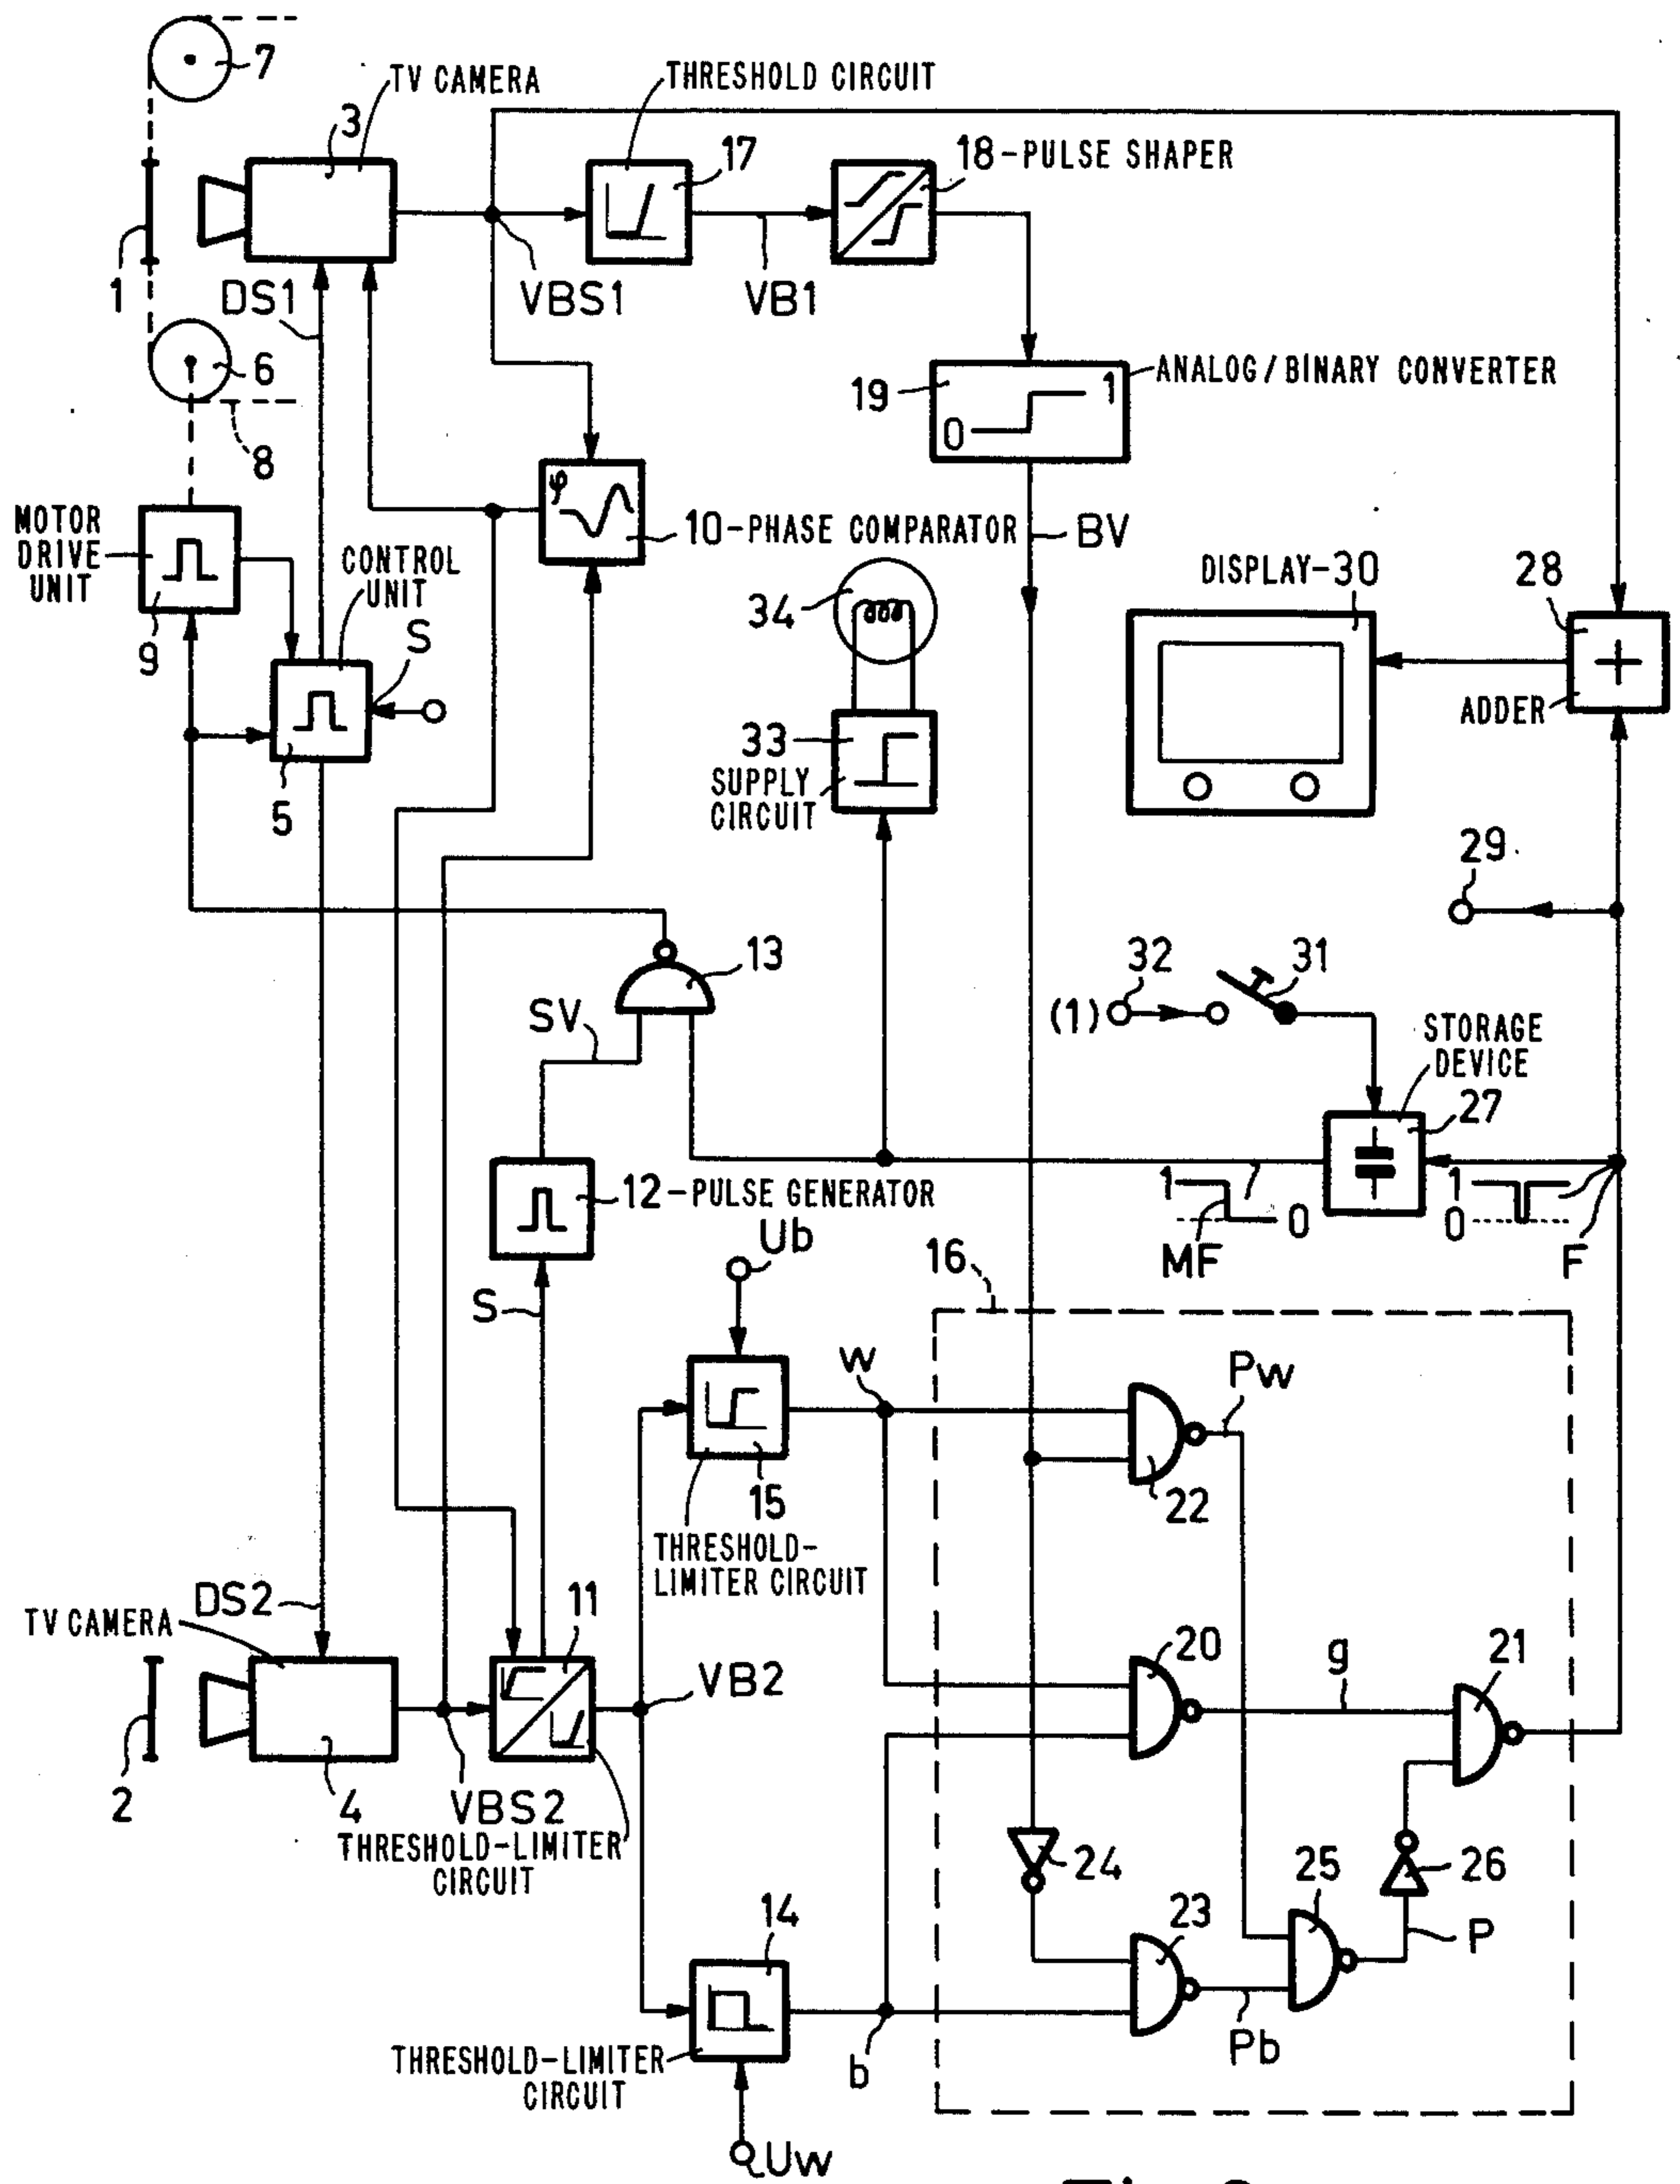 7
TV CAMERA
THRESHOLD CIRCUIT
3
17
18-PULSE SHAPER
1
DS1
VBS1
VB1
6
19
0
1
ANALOG/BINARY CONVERTER
8
φ
MOTOR
DRIVE
UNIT
CONTROL
UNIT
10-PHASE COMPARATOR
BV
DISPLAY-30
28
34
9
S
+
ADDER
33
SUPPLY
CIRCUIT
5
29
13
32
31
(1)
SV
STORAGE
DEVICE
27
12-PULSE GENERATOR
1
0
1
0
Ub
16
MF
F
S
w
Pw
15
22
THRESHOLD-
LIMITER CIRCUIT
DS2
11
TV CAMERA
20
21
VB2
g
2
4
VBS2
THRESHOLD-LIMITER
CIRCUIT
24
25
26
14
23
P
THRESHOLD-LIMITER
CIRCUIT
b
Pb
Uw